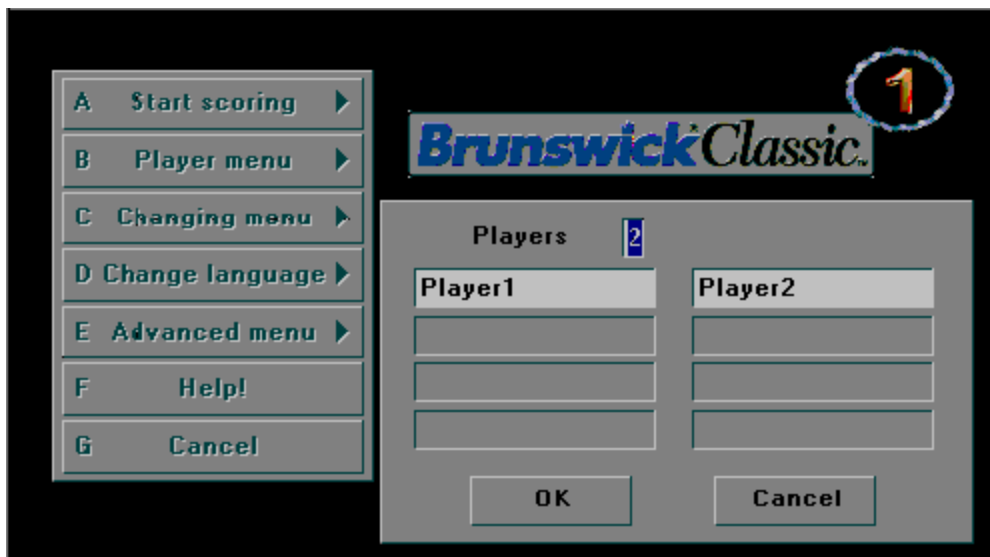 1
Brunswick Classic™
A Start scoring
B Player menu
C Changing menu
D Change language
E Advanced menu
F Help!
G Cancel
Players 2
Player1 Player2
OK Cancel